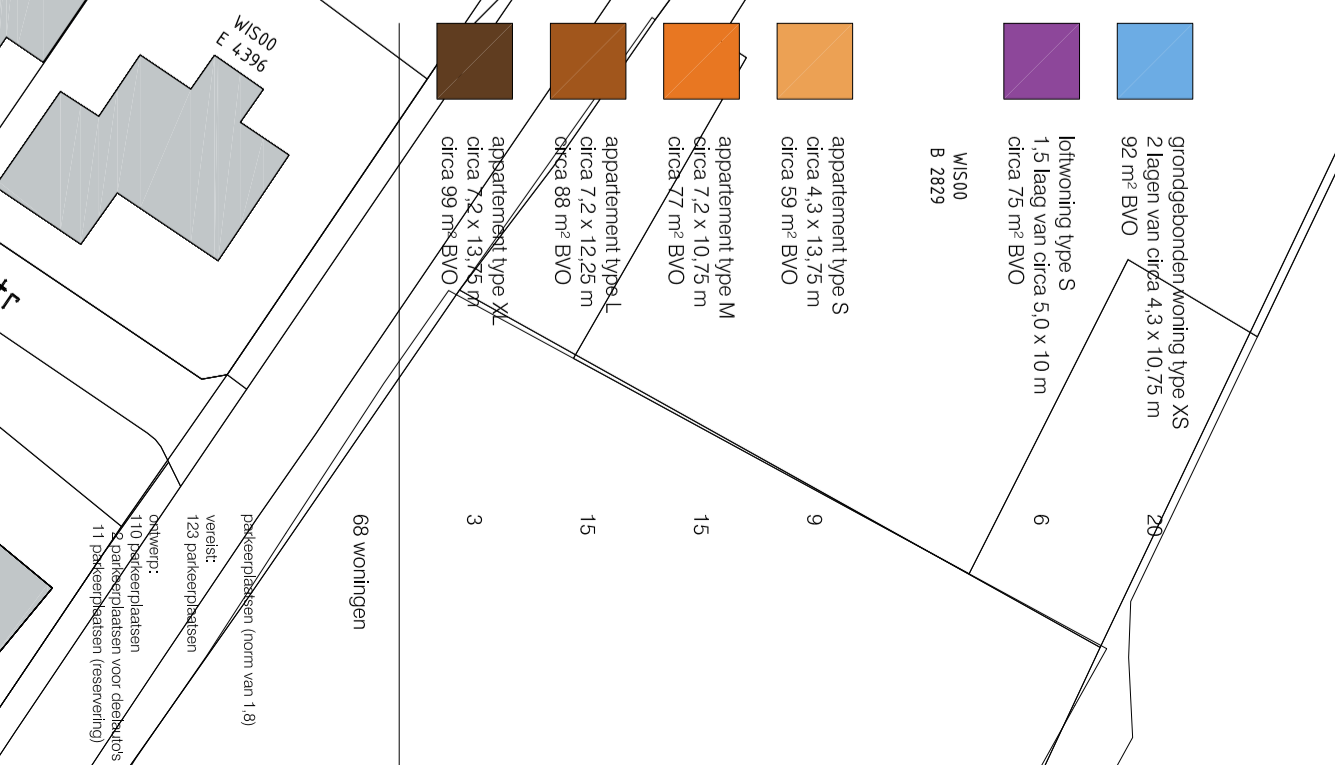 grondgebonden woning type XS
2 lagen van circa 4,3 x 10,75 m
92 m² BVO
20
loftwoning type S
1,5 laag van circa 5,0 x 10 m
circa 75 m² BVO
6
WIS00
B 2829
appartement type S
circa 4,3 x 13,75 m
circa 59 m² BVO
9
appartement type M
circa 7,2 x 10,75 m
circa 77 m² BVO
15
appartement type L
circa 7,2 x 12,25 m
circa 88 m² BVO
15
appartement type XL
circa 7,2 x 13,75 m
circa 99 m² BVO
3
68 woningen
parkeerplaatsen (norm van 1,8)
vereist:
123 parkeerplaatsen
ontwerp:
110 parkeerplaatsen
2 parkeerplaatsen voor deelauto's
11 parkeerplaatsen (reservering)
WIS00
E 4396
tr